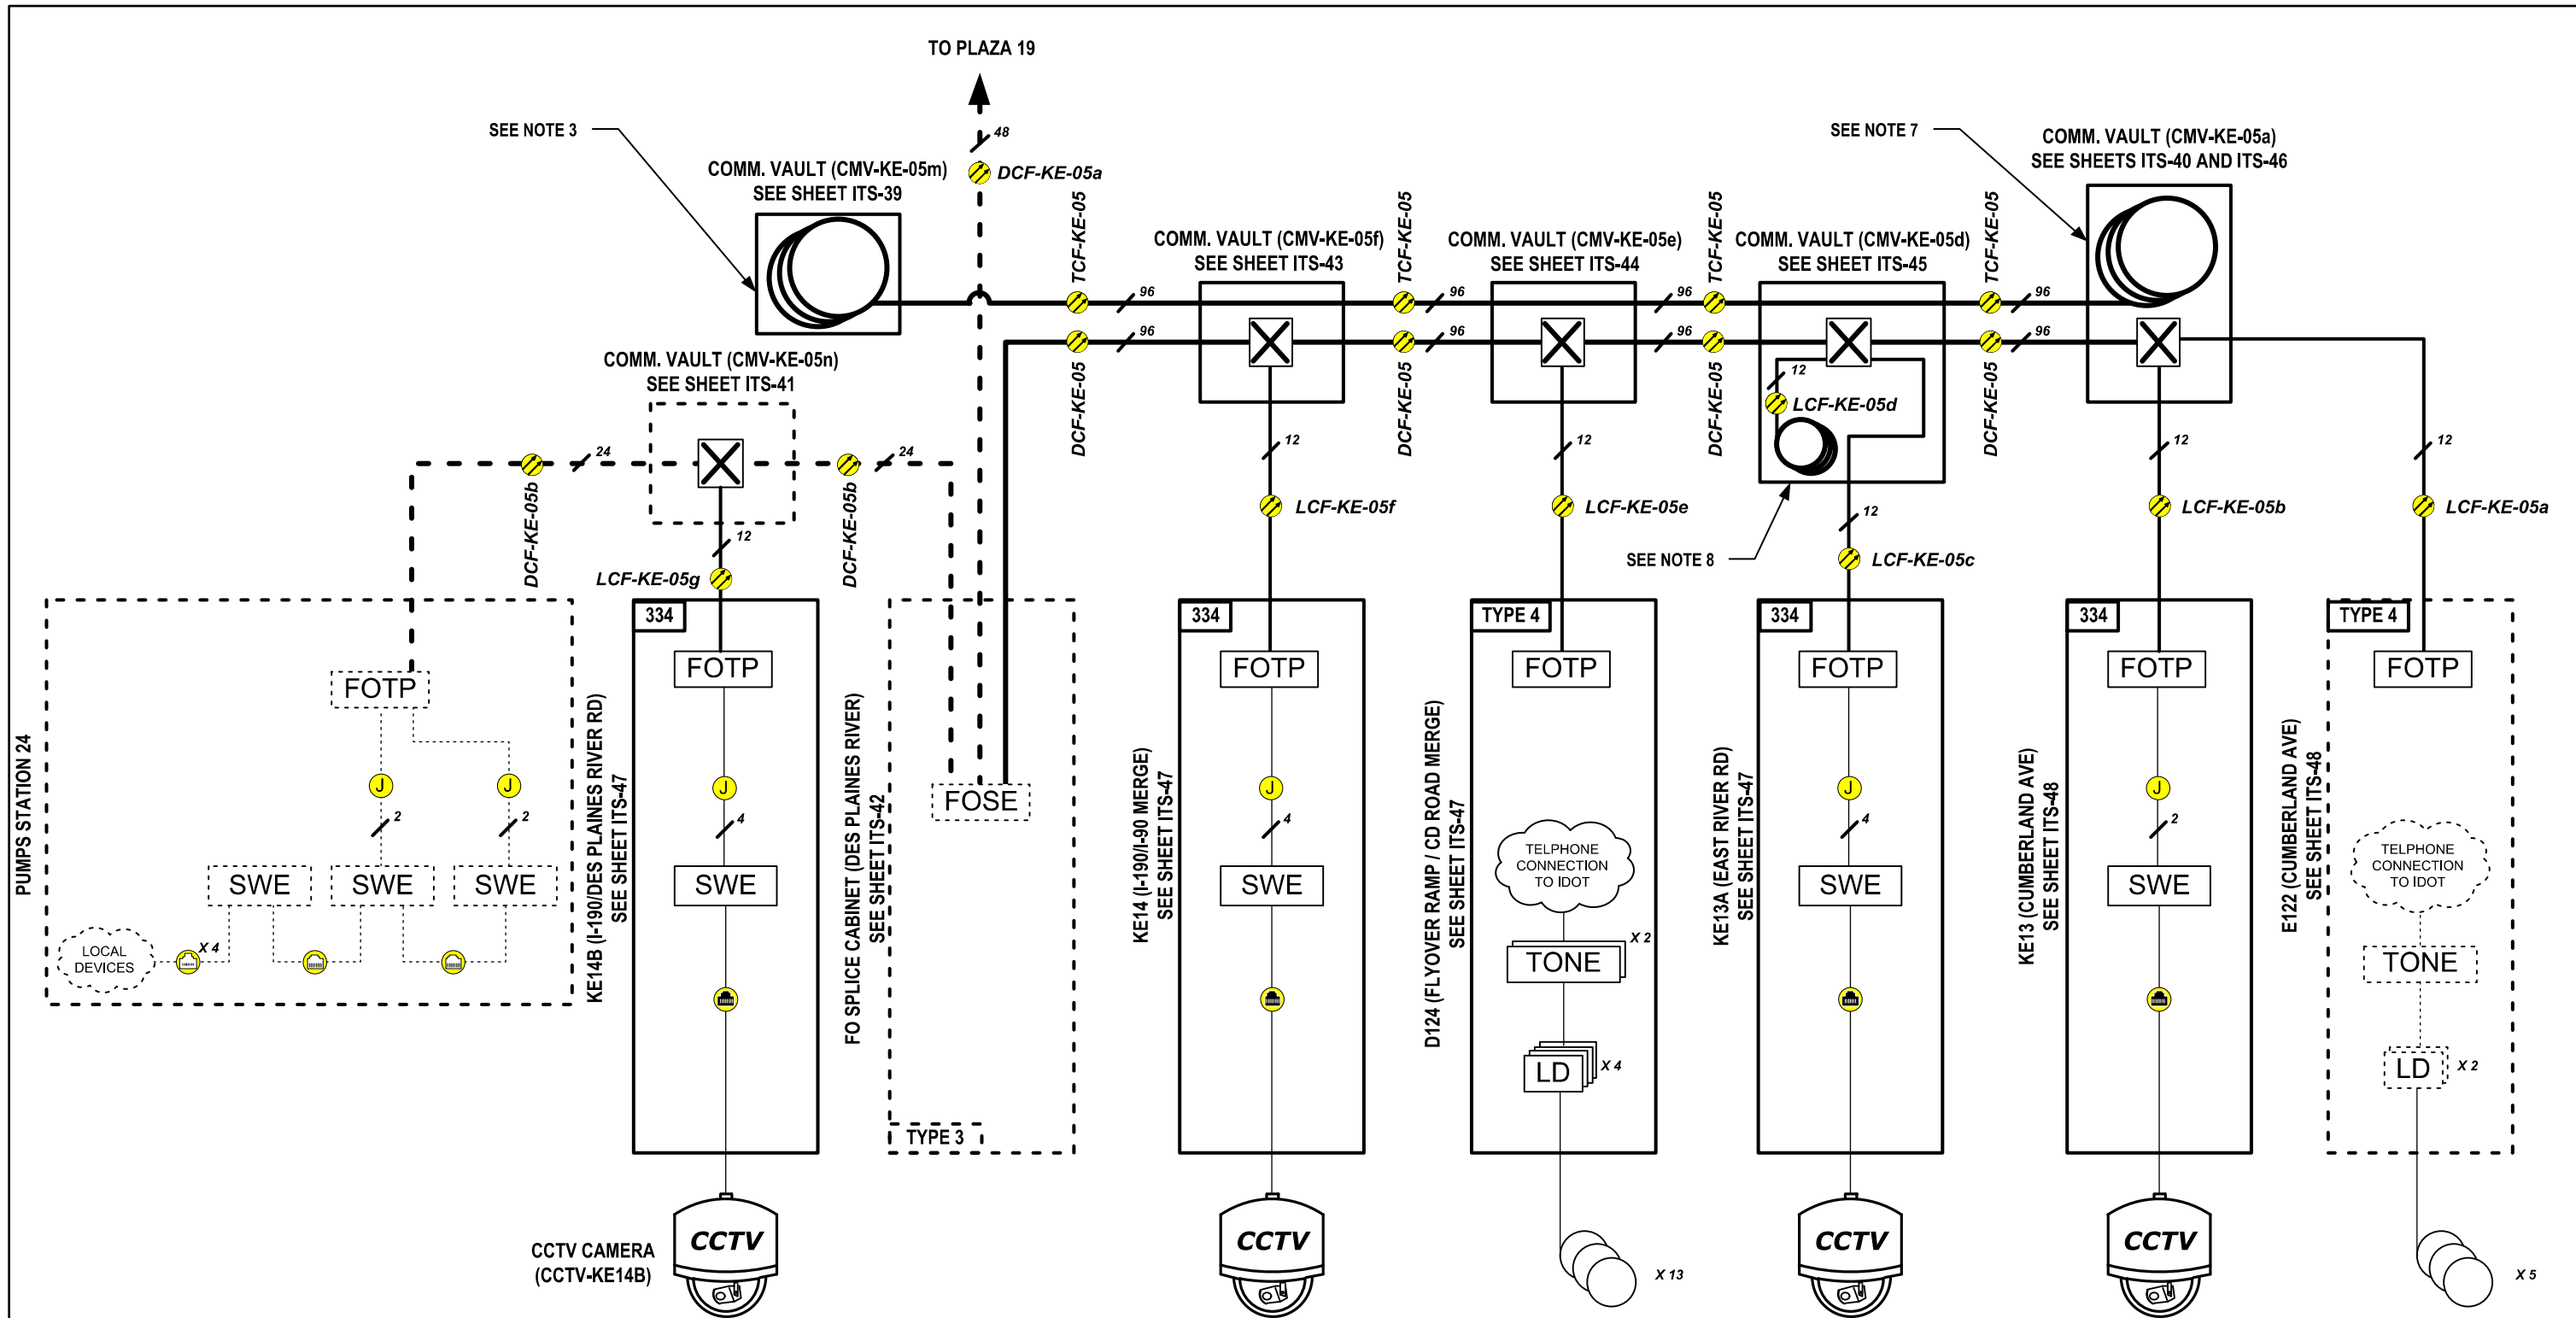 TO PLAZA 19
48
DCF-KE-05a
SEE NOTE 3
COMM. VAULT (CMV-KE-05m)
SEE SHEET ITS-39
SEE NOTE 7
COMM. VAULT (CMV-KE-05a)
SEE SHEETS ITS-40 AND ITS-46
TCF-KE-05
TCF-KE-05
TCF-KE-05
TCF-KE-05
COMM. VAULT (CMV-KE-05f)
SEE SHEET ITS-43
COMM. VAULT (CMV-KE-05e)
SEE SHEET ITS-44
COMM. VAULT (CMV-KE-05d)
SEE SHEET ITS-45
96
96
96
96
96
96
96
96
DCF-KE-05
DCF-KE-05
DCF-KE-05
DCF-KE-05
COMM. VAULT (CMV-KE-05n)
SEE SHEET ITS-41
24
DCF-KE-05b
24
DCF-KE-05b
12
LCF-KE-05g
12
LCF-KE-05f
12
LCF-KE-05e
12
LCF-KE-05d
SEE NOTE 8
12
LCF-KE-05c
12
LCF-KE-05b
12
LCF-KE-05a
PUMPS STATION 24
FOTP
J
J
2
2
SWE
SWE
SWE
LOCAL
DEVICES
X 4
KE14B (I-190/DES PLAINES RIVER RD)
SEE SHEET ITS-47
334
FOTP
J
4
SWE
CCTV
CCTV CAMERA
(CCTV-KE14B)
FO SPLICE CABINET (DES PLAINES RIVER)
SEE SHEET ITS-42
FOSE
TYPE 3
KE14 (I-190/I-90 MERGE)
SEE SHEET ITS-47
334
FOTP
J
4
SWE
CCTV
D124 (FLYOVER RAMP / CD ROAD MERGE)
SEE SHEET ITS-47
TYPE 4
FOTP
TELPHONE
CONNECTION
TO IDOT
TONE
X 2
LD
X 4
X 13
KE13A (EAST RIVER RD)
SEE SHEET ITS-47
334
FOTP
J
4
SWE
CCTV
KE13 (CUMBERLAND AVE)
SEE SHEET ITS-48
334
FOTP
J
2
SWE
CCTV
E122 (CUMBERLAND AVE)
SEE SHEET ITS-48
TYPE 4
FOTP
TELPHONE
CONNECTION
TO IDOT
TONE
LD
X 2
X 5